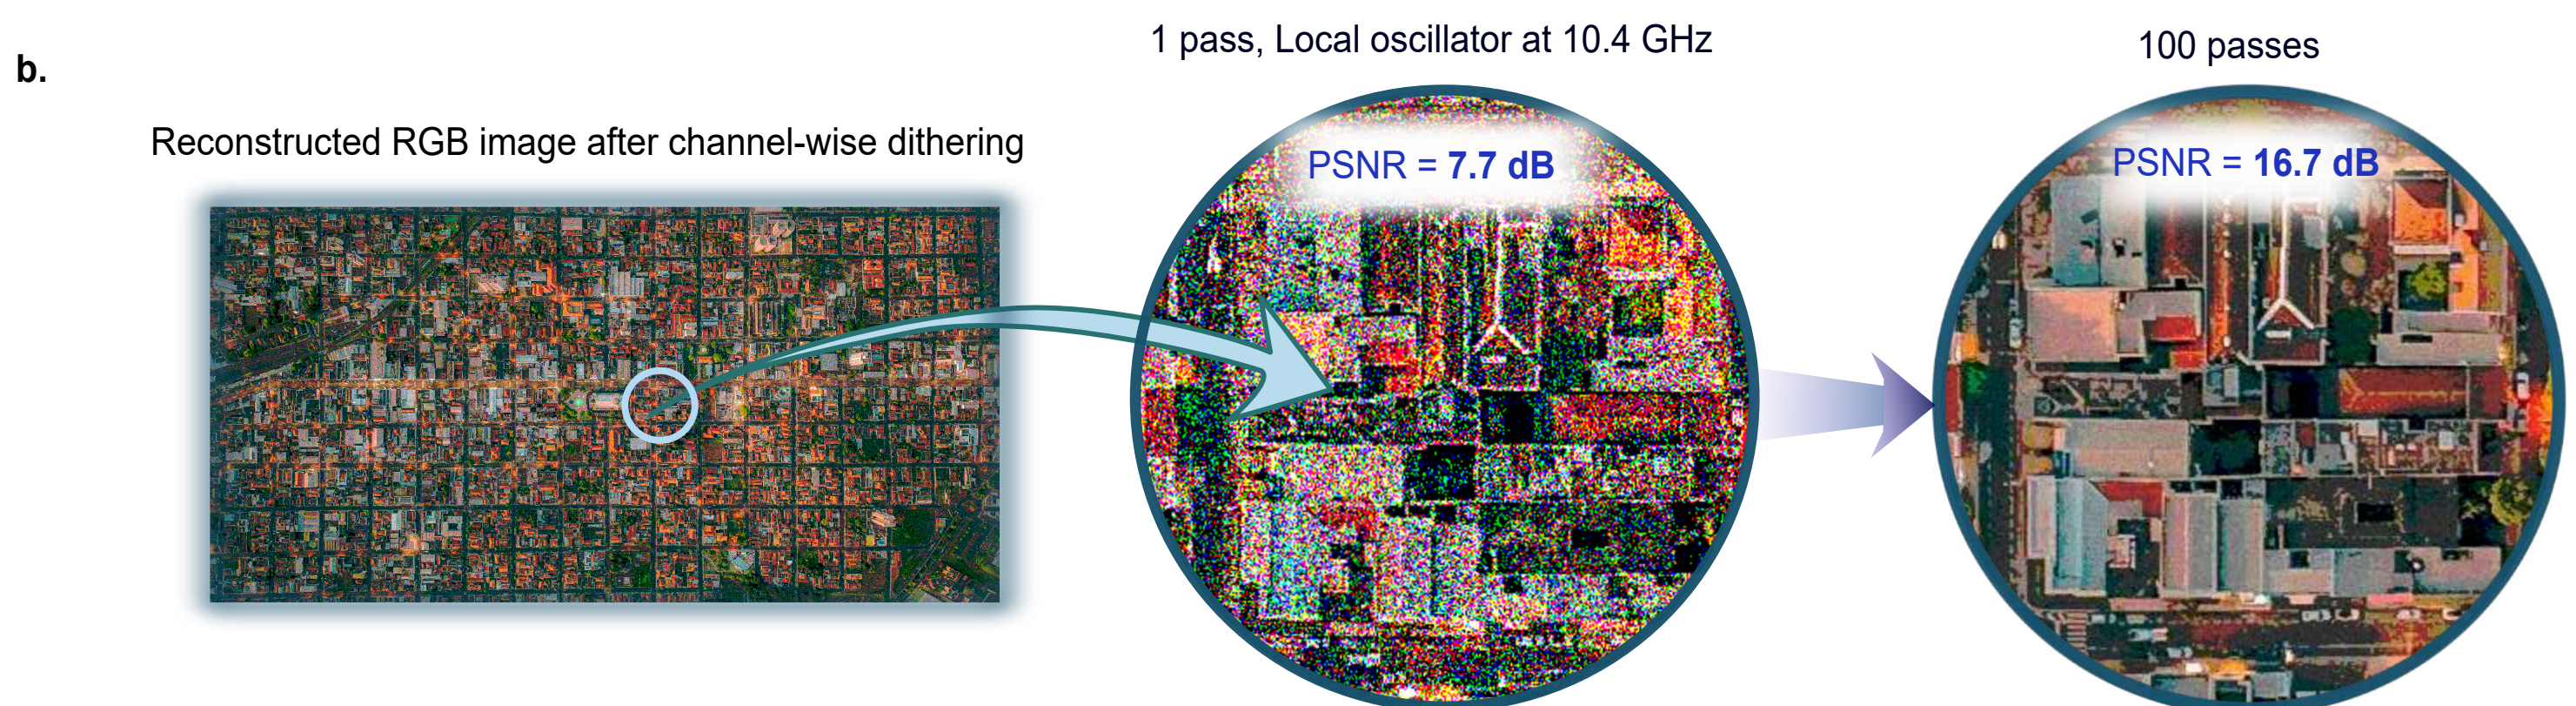 b.
Reconstructed RGB image after channel-wise dithering
1 pass, Local oscillator at 10.4 GHz
PSNR = 7.7 dB
100 passes
PSNR = 16.7 dB